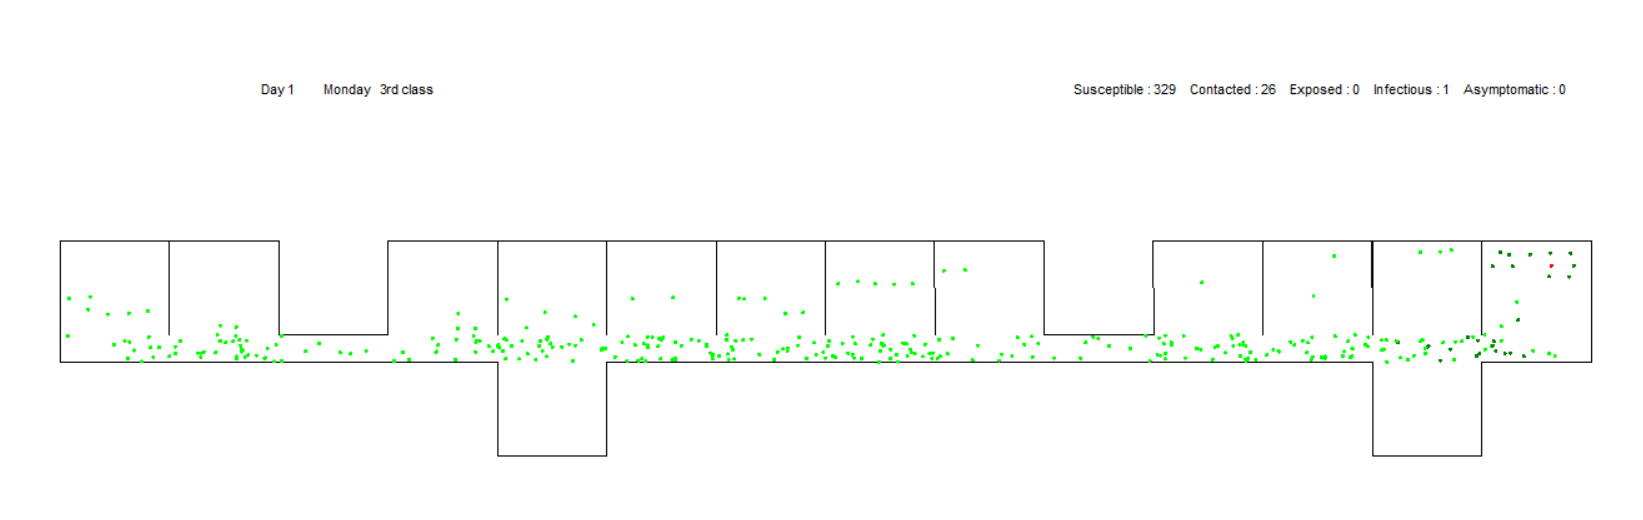 Day 1 Monday 3rd class Susceptible : 329 Contacted : 26 Exposed : 0 Infectious : 1 Asymptomatic : 0